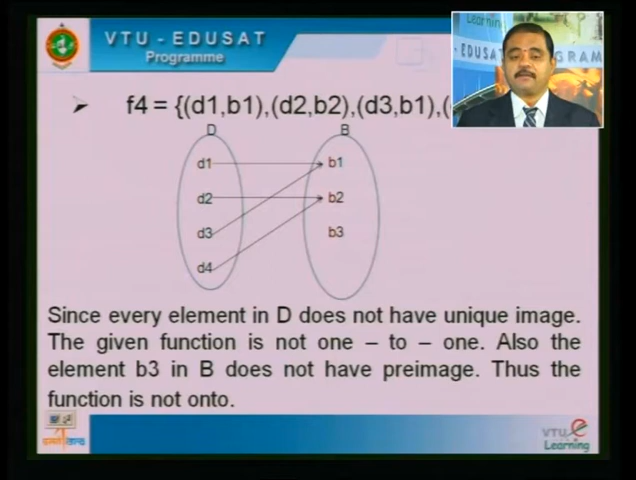 VTU - EDUSAT
Programme
Learning
- EDUSAT
GRAM
f4 = {(d1,b1),(d2,b2),(d3,b1),(
D B
d1 b1
d2 b2
d3 b3
d4
Since every element in D does not have unique image.
The given function is not one – to – one. Also the
element b3 in B does not have preimage. Thus the
function is not onto.
VTU e
Learning